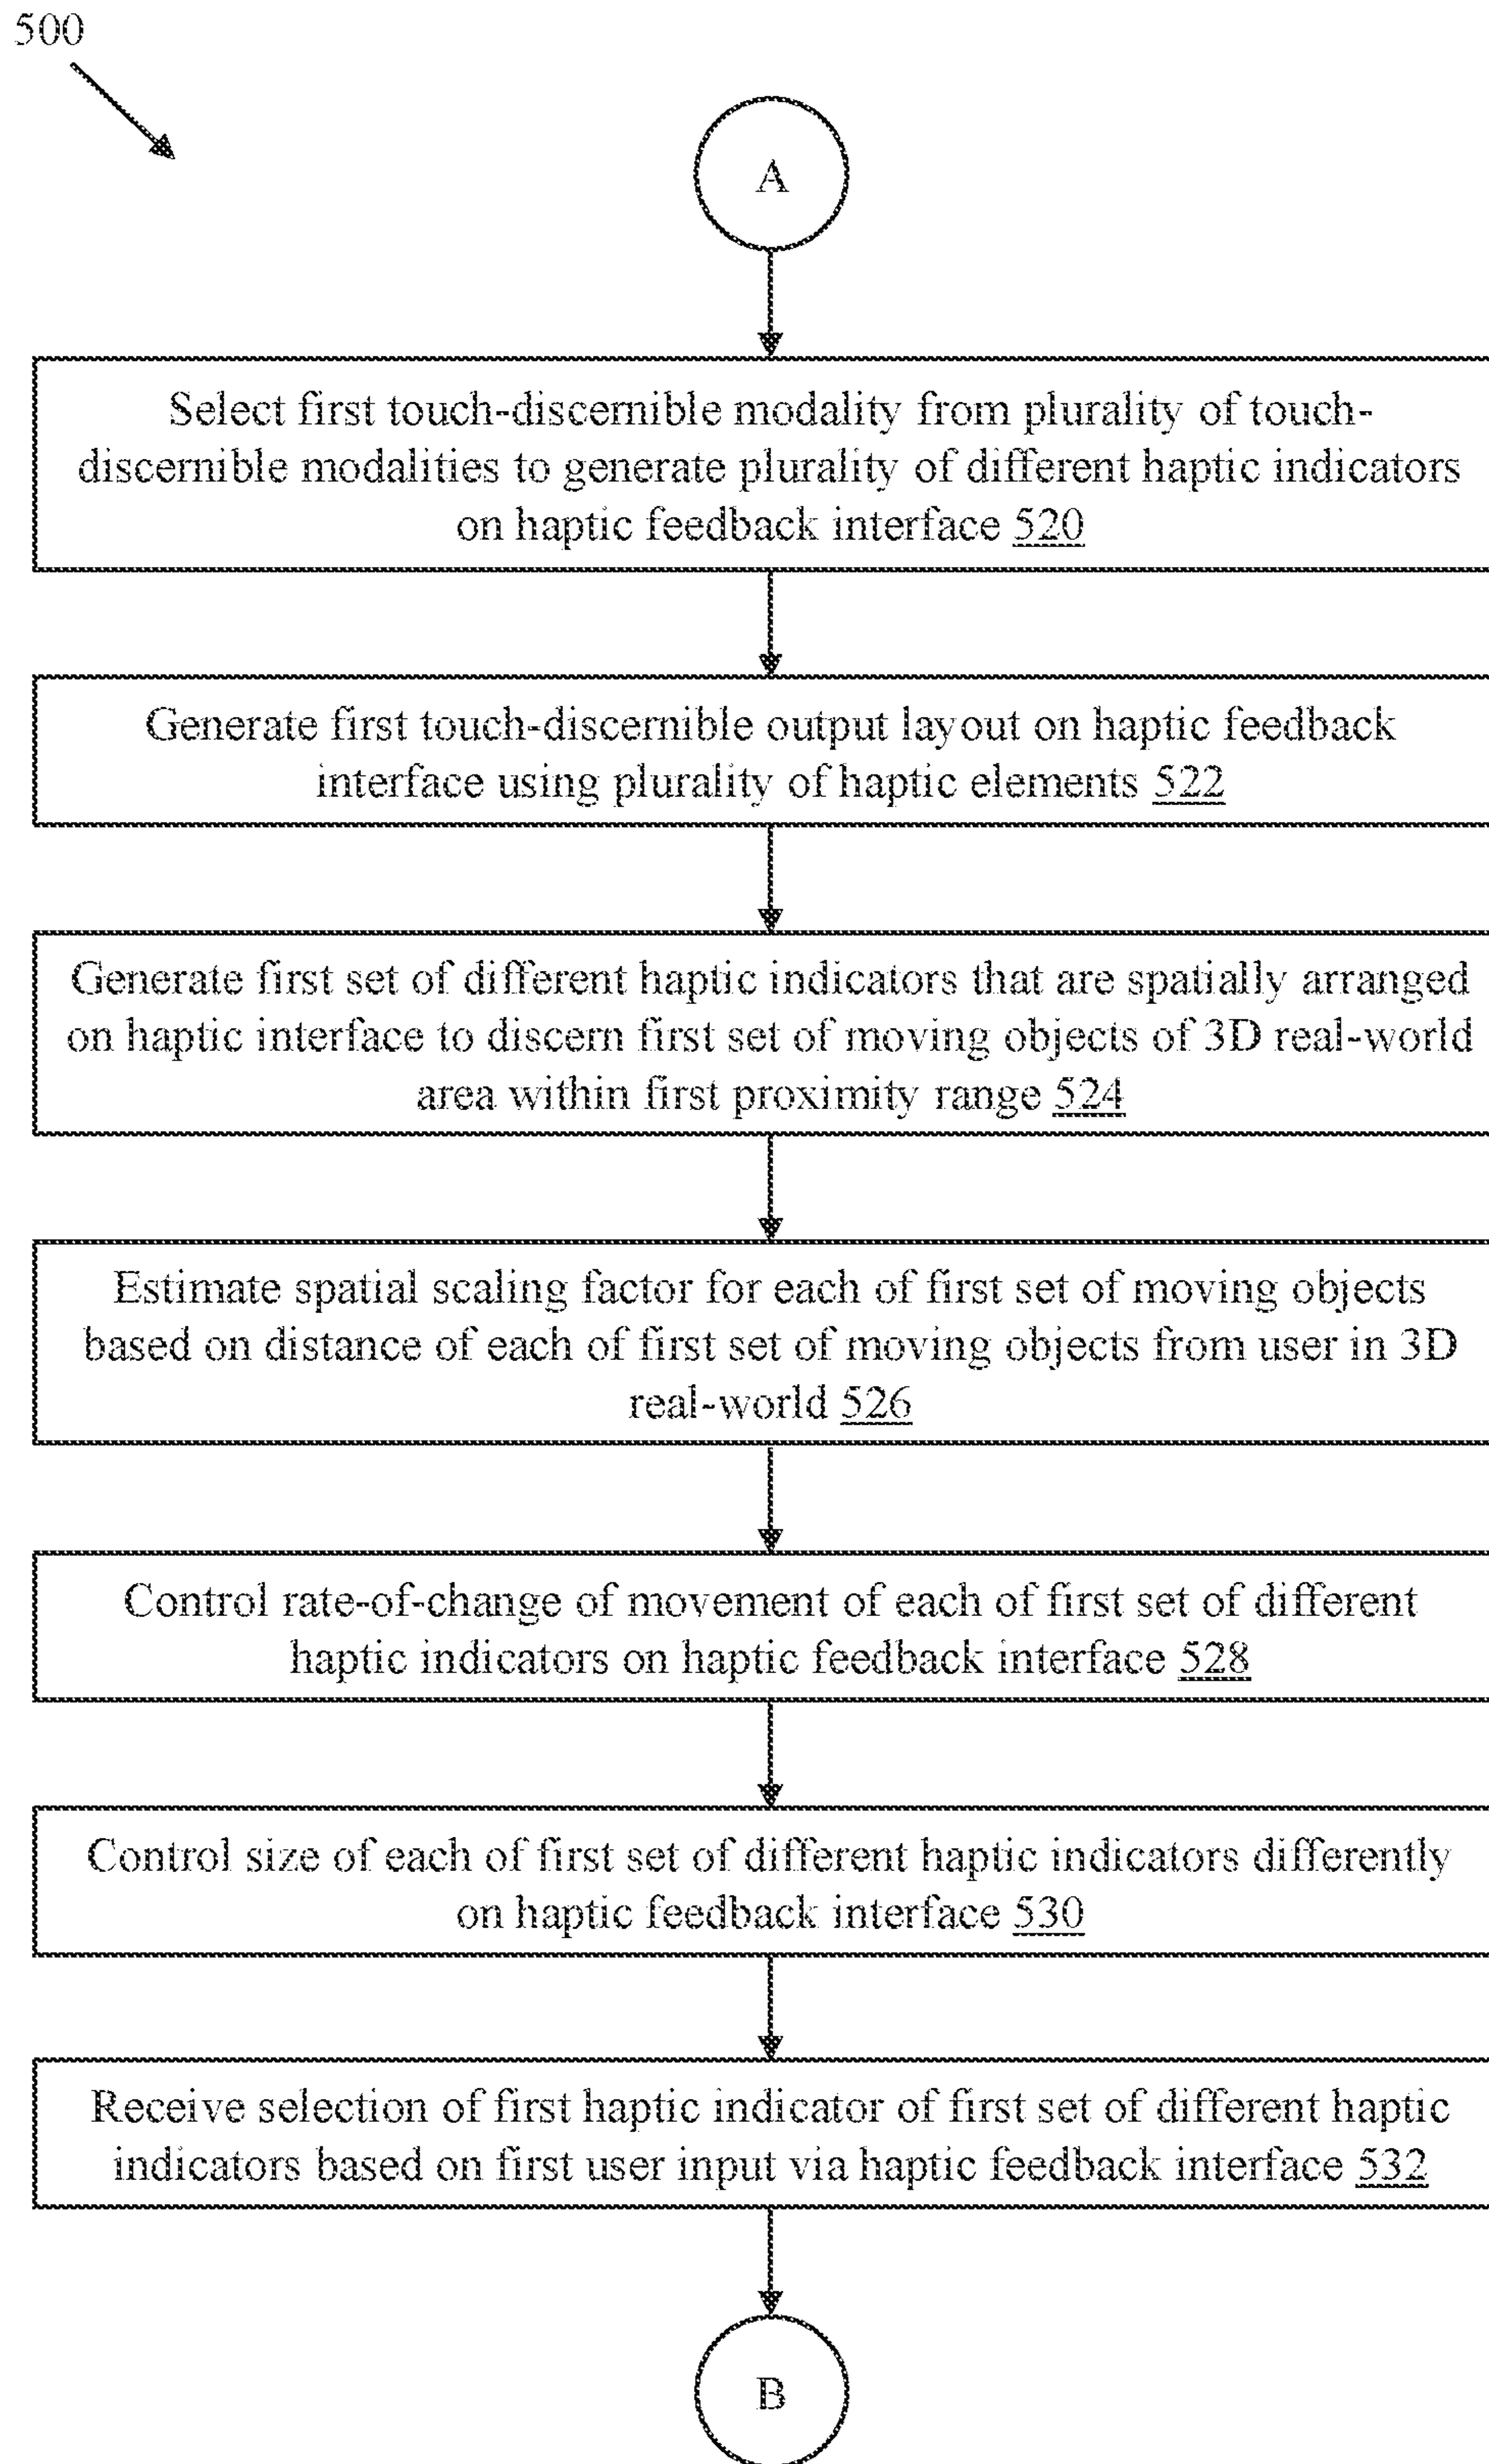 500
A
Select first touch-discernible modality from plurality of touch-
discernible modalities to generate plurality of different haptic indicators
on haptic feedback interface 520
Generate first touch-discernible output layout on haptic feedback
interface using plurality of haptic elements 522
Generate first set of different haptic indicators that are spatially arranged
on haptic interface to discern first set of moving objects of 3D real-world
area within first proximity range 524
Estimate spatial scaling factor for each of first set of moving objects
based on distance of each of first set of moving objects from user in 3D
real-world 526
Control rate-of-change of movement of each of first set of different
haptic indicators on haptic feedback interface 528
Control size of each of first set of different haptic indicators differently
on haptic feedback interface 530
Receive selection of first haptic indicator of first set of different haptic
indicators based on first user input via haptic feedback interface 532
B